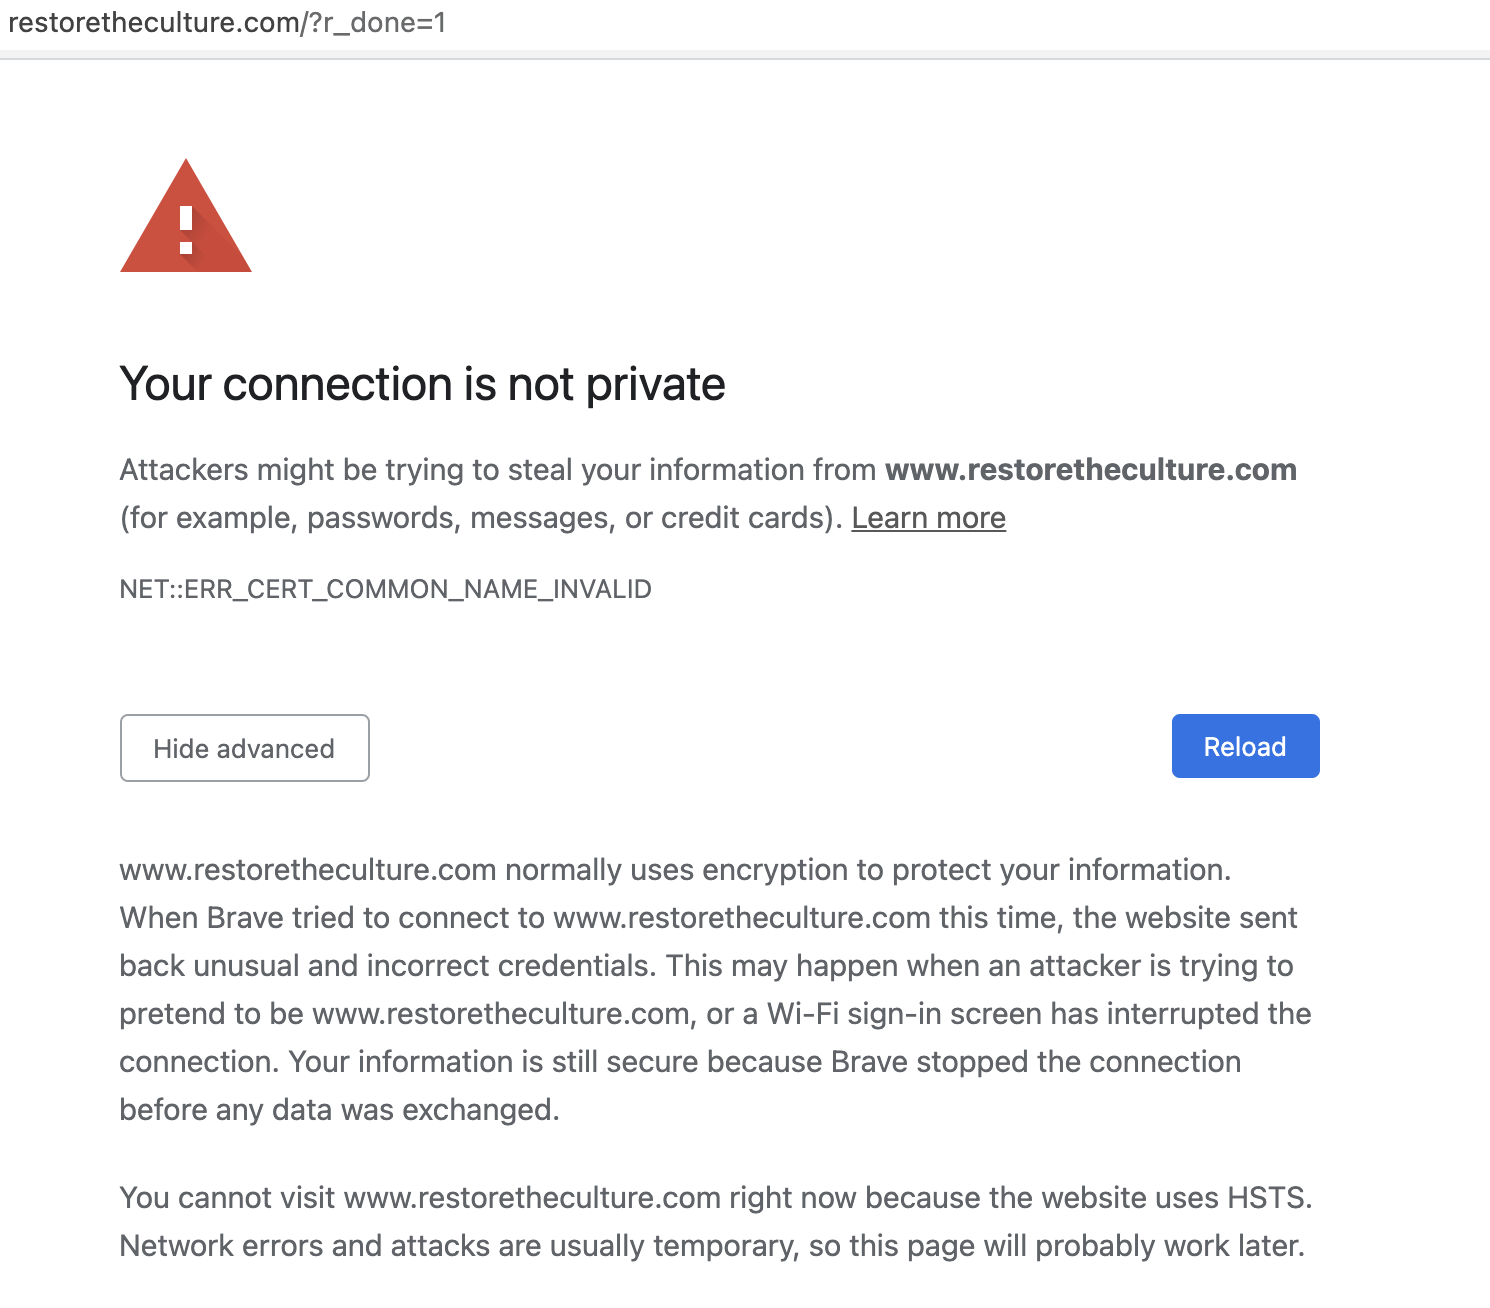 restoretheculture.com/?r_done=1
Your connection is not private
Attackers might be trying to steal your information from www.restoretheculture.com
(for example, passwords, messages, or credit cards). Learn more
NET::ERR_CERT_COMMON_NAME_INVALID
Hide advanced
Reload
www.restoretheculture.com normally uses encryption to protect your information.
When Brave tried to connect to www.restoretheculture.com this time, the website sent
back unusual and incorrect credentials. This may happen when an attacker is trying to
pretend to be www.restoretheculture.com, or a Wi-Fi sign-in screen has interrupted the
connection. Your information is still secure because Brave stopped the connection
before any data was exchanged.
You cannot visit www.restoretheculture.com right now because the website uses HSTS.
Network errors and attacks are usually temporary, so this page will probably work later.